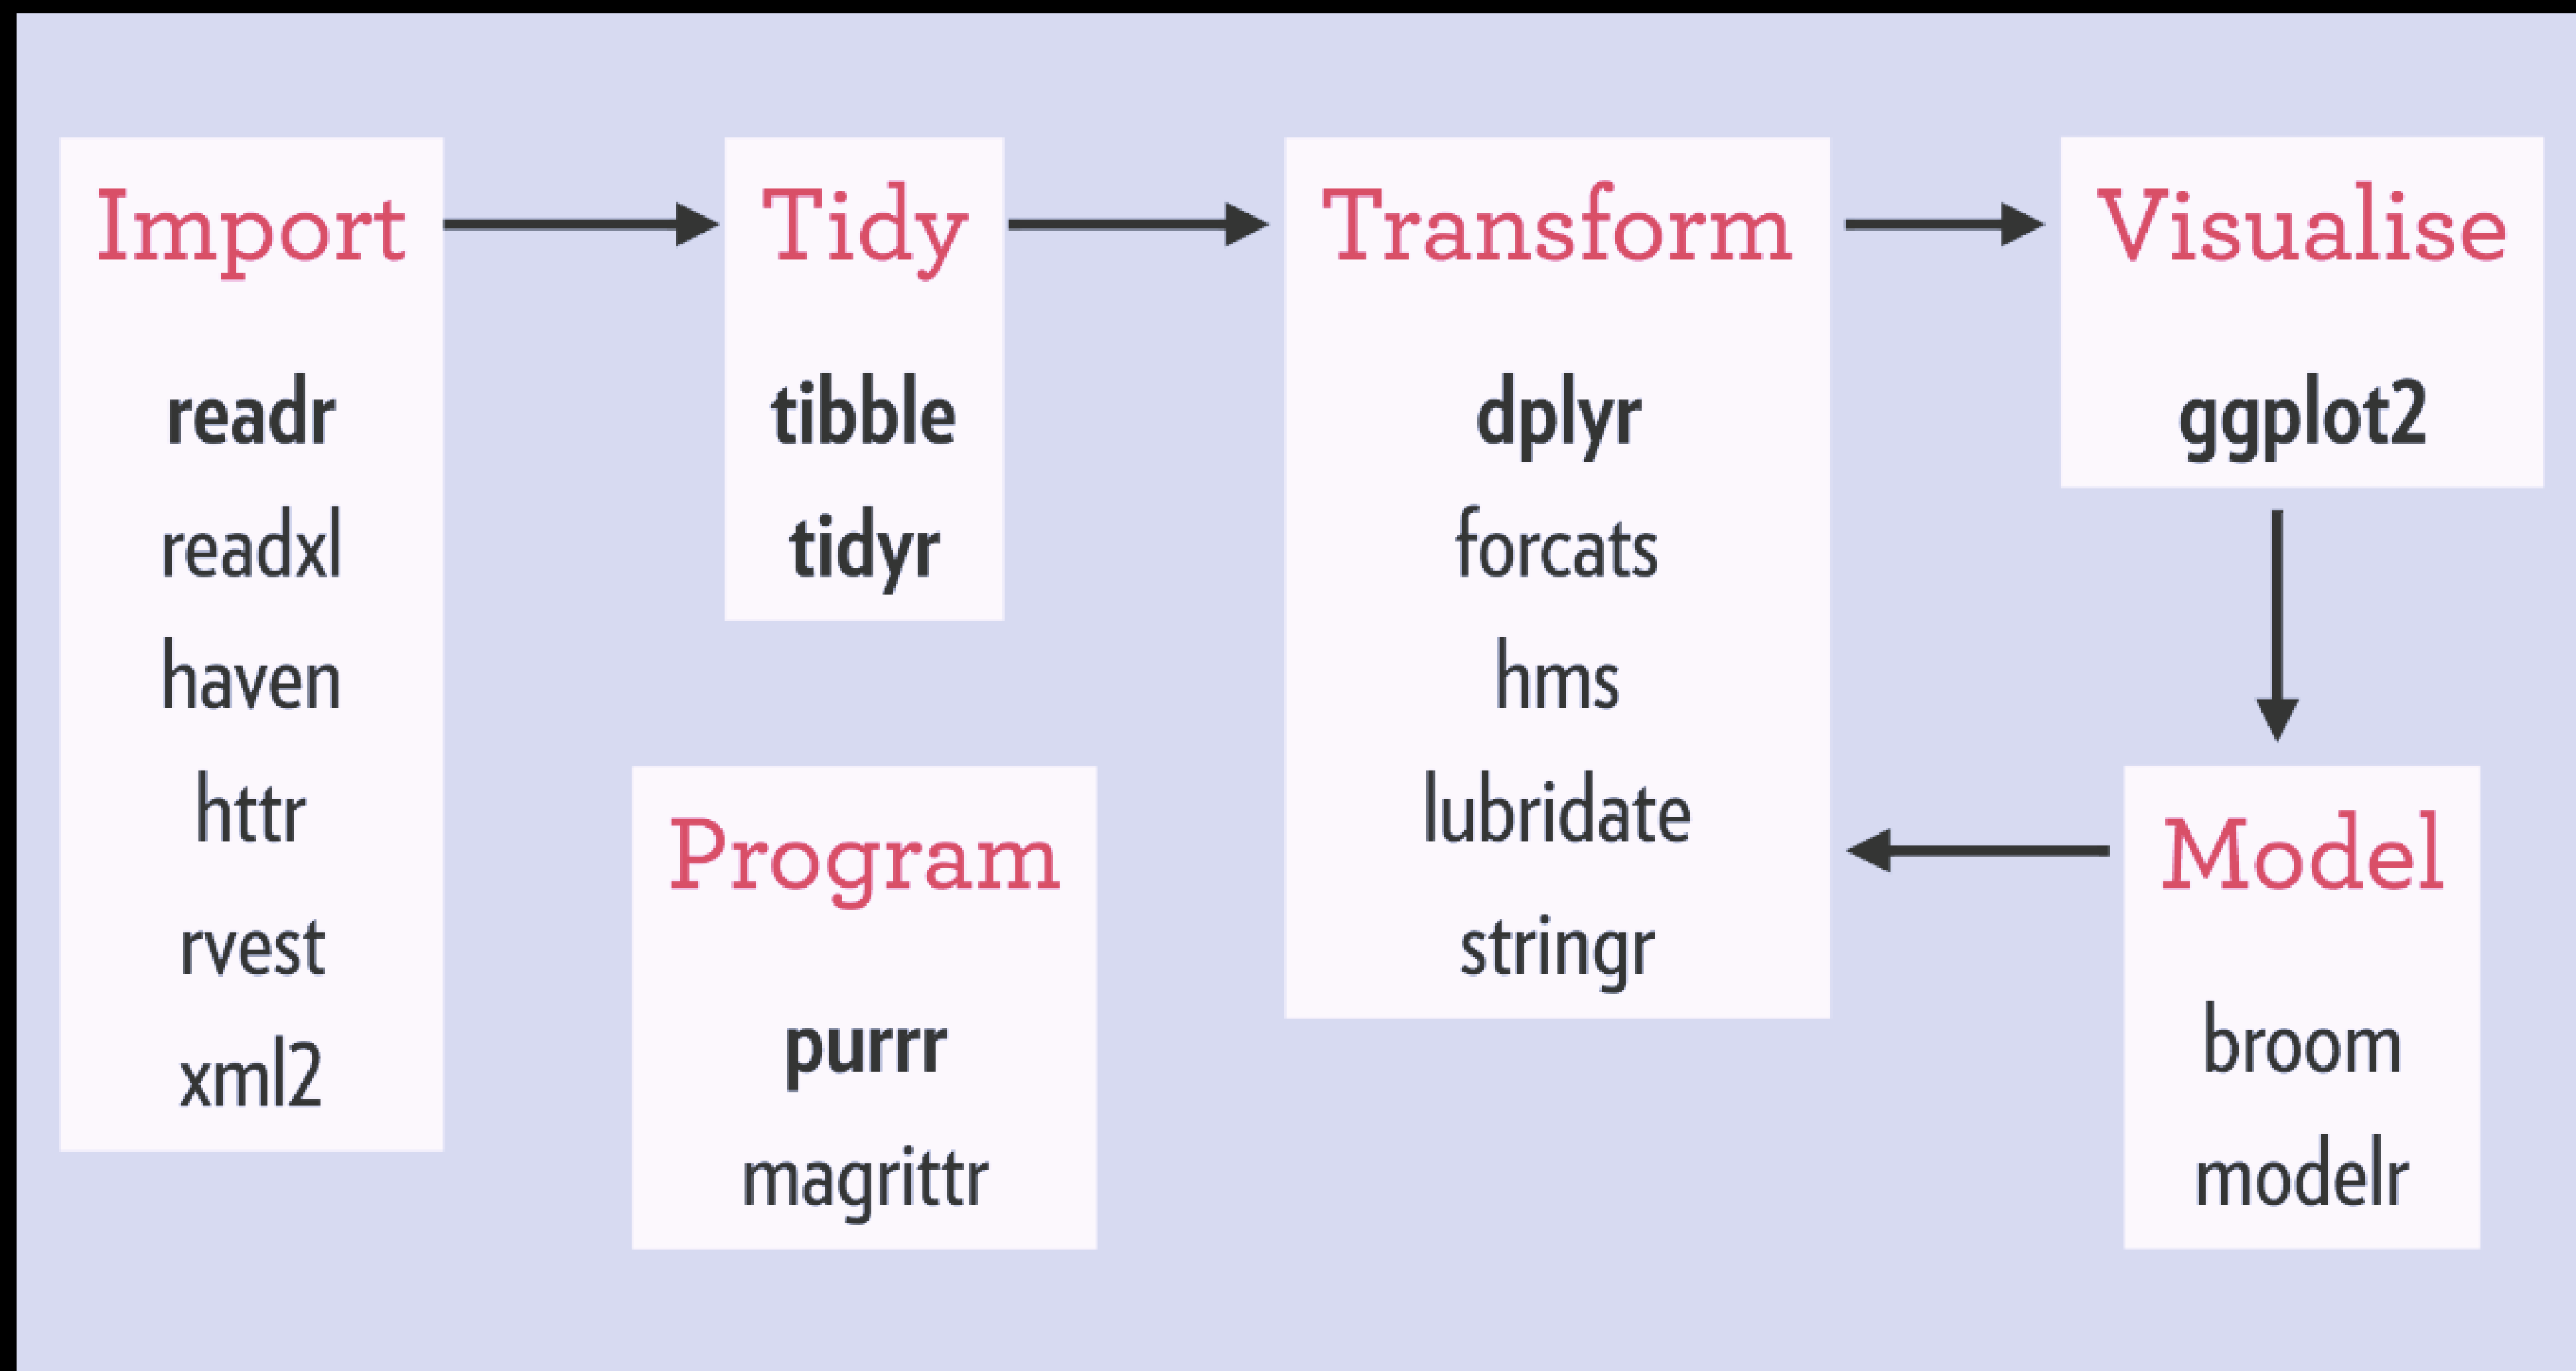 Import
readr
readxl
haven
httr
rvest
xml2
Tidy
tibble
tidyr
Program
purrr
magrittr
Transform
dplyr
forcats
hms
lubridate
stringr
Visualise
ggplot2
Model
broom
modelr